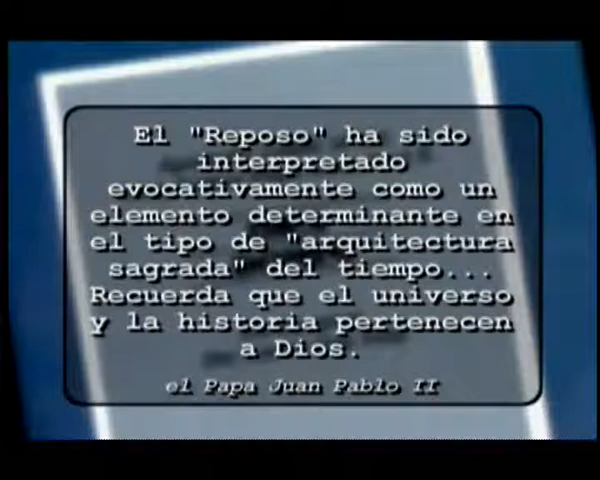 El "Reposo" ha sido
interpretado
evocativamente como un
elemento determinante en
el tipo de "arquitectura
sagrada" del tiempo...
Recuerda que el universo
y la historia pertenecen
a Dios.
el Papa Juan Pablo II